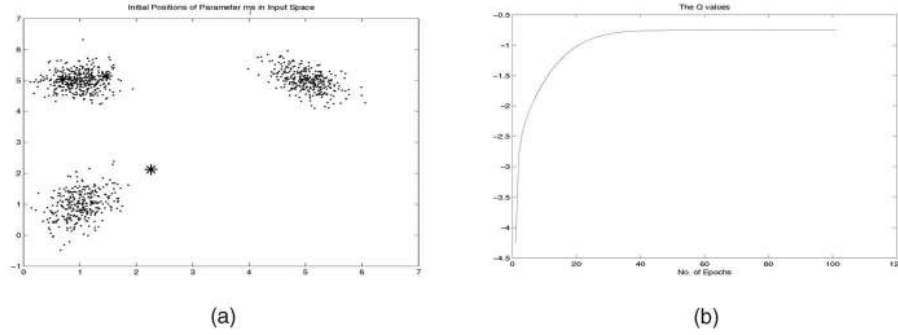 Initial Positions of Parameter ms in Input Space
7
6
5
4
3
2
1
0
-1
0 1 2 3 4 5 6 7
(a)
The Q values
-0.5
-1
-1.5
-2
-2.5
-3
-3.5
-4
-4.5
0 20 40 60 80 100 120
No. of Epochs
(b)